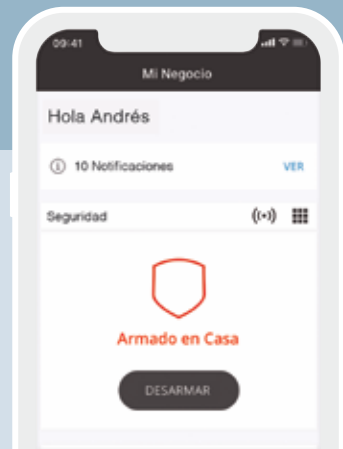 09:41
Mi Negocio
Hola Andrés
10 Notificaciones VER
Seguridad
Armado en Casa
DESARMAR